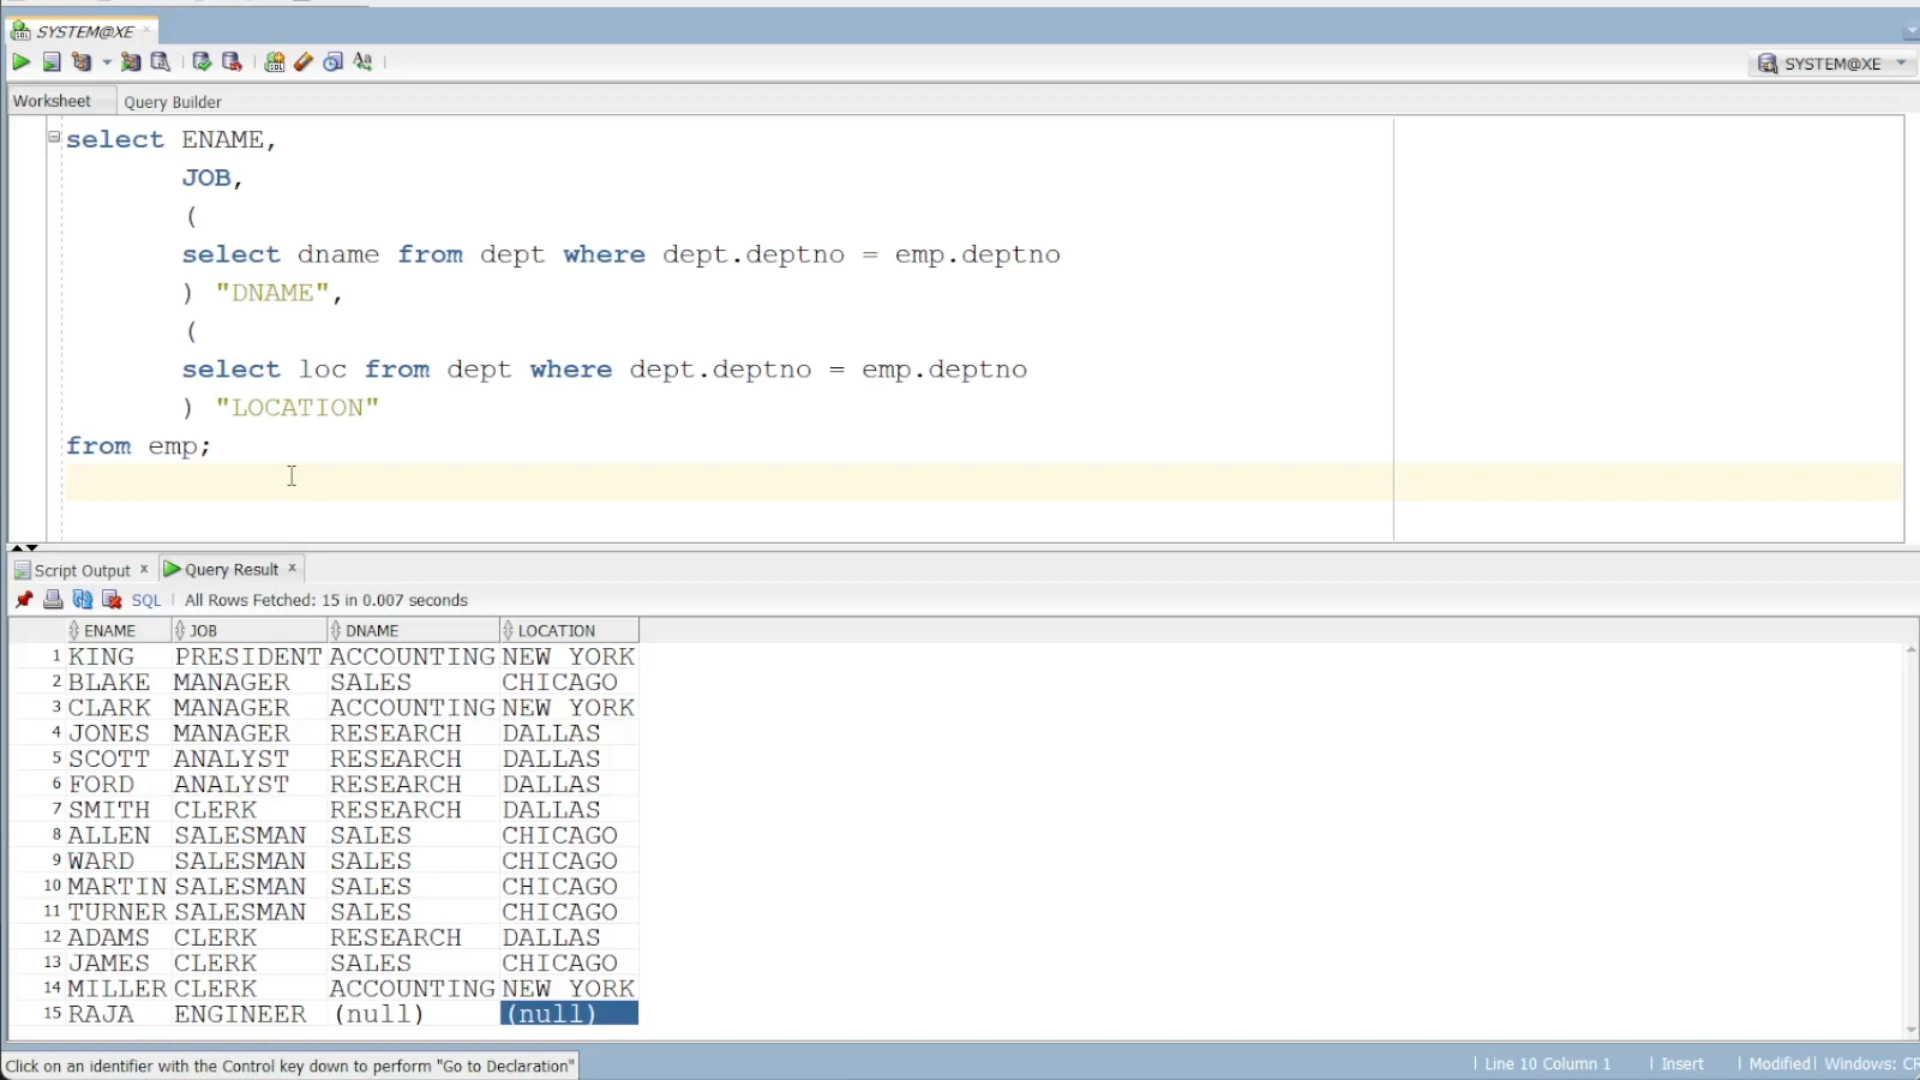 SYSTEM@XE
SYSTEM@XE
Worksheet Query Builder
select ENAME,
JOB,
(
select dname from dept where dept.deptno = emp.deptno
) "DNAME",
(
select loc from dept where dept.deptno = emp.deptno
) "LOCATION"
from emp;
Script Output Query Result
SQL All Rows Fetched: 15 in 0.007 seconds
ENAME JOB DNAME LOCATION
1 KING PRESIDENT ACCOUNTING NEW YORK
2 BLAKE MANAGER SALES CHICAGO
3 CLARK MANAGER ACCOUNTING NEW YORK
4 JONES MANAGER RESEARCH DALLAS
5 SCOTT ANALYST RESEARCH DALLAS
6 FORD ANALYST RESEARCH DALLAS
7 SMITH CLERK RESEARCH DALLAS
8 ALLEN SALESMAN SALES CHICAGO
9 WARD SALESMAN SALES CHICAGO
10 MARTIN SALESMAN SALES CHICAGO
11 TURNER SALESMAN SALES CHICAGO
12 ADAMS CLERK RESEARCH DALLAS
13 JAMES CLERK SALES CHICAGO
14 MILLER CLERK ACCOUNTING NEW YORK
15 RAJA ENGINEER (null) (null)
Click on an identifier with the Control key down to perform "Go to Declaration" | Line 10 Column 1 | Insert | Modified | Windows: CR